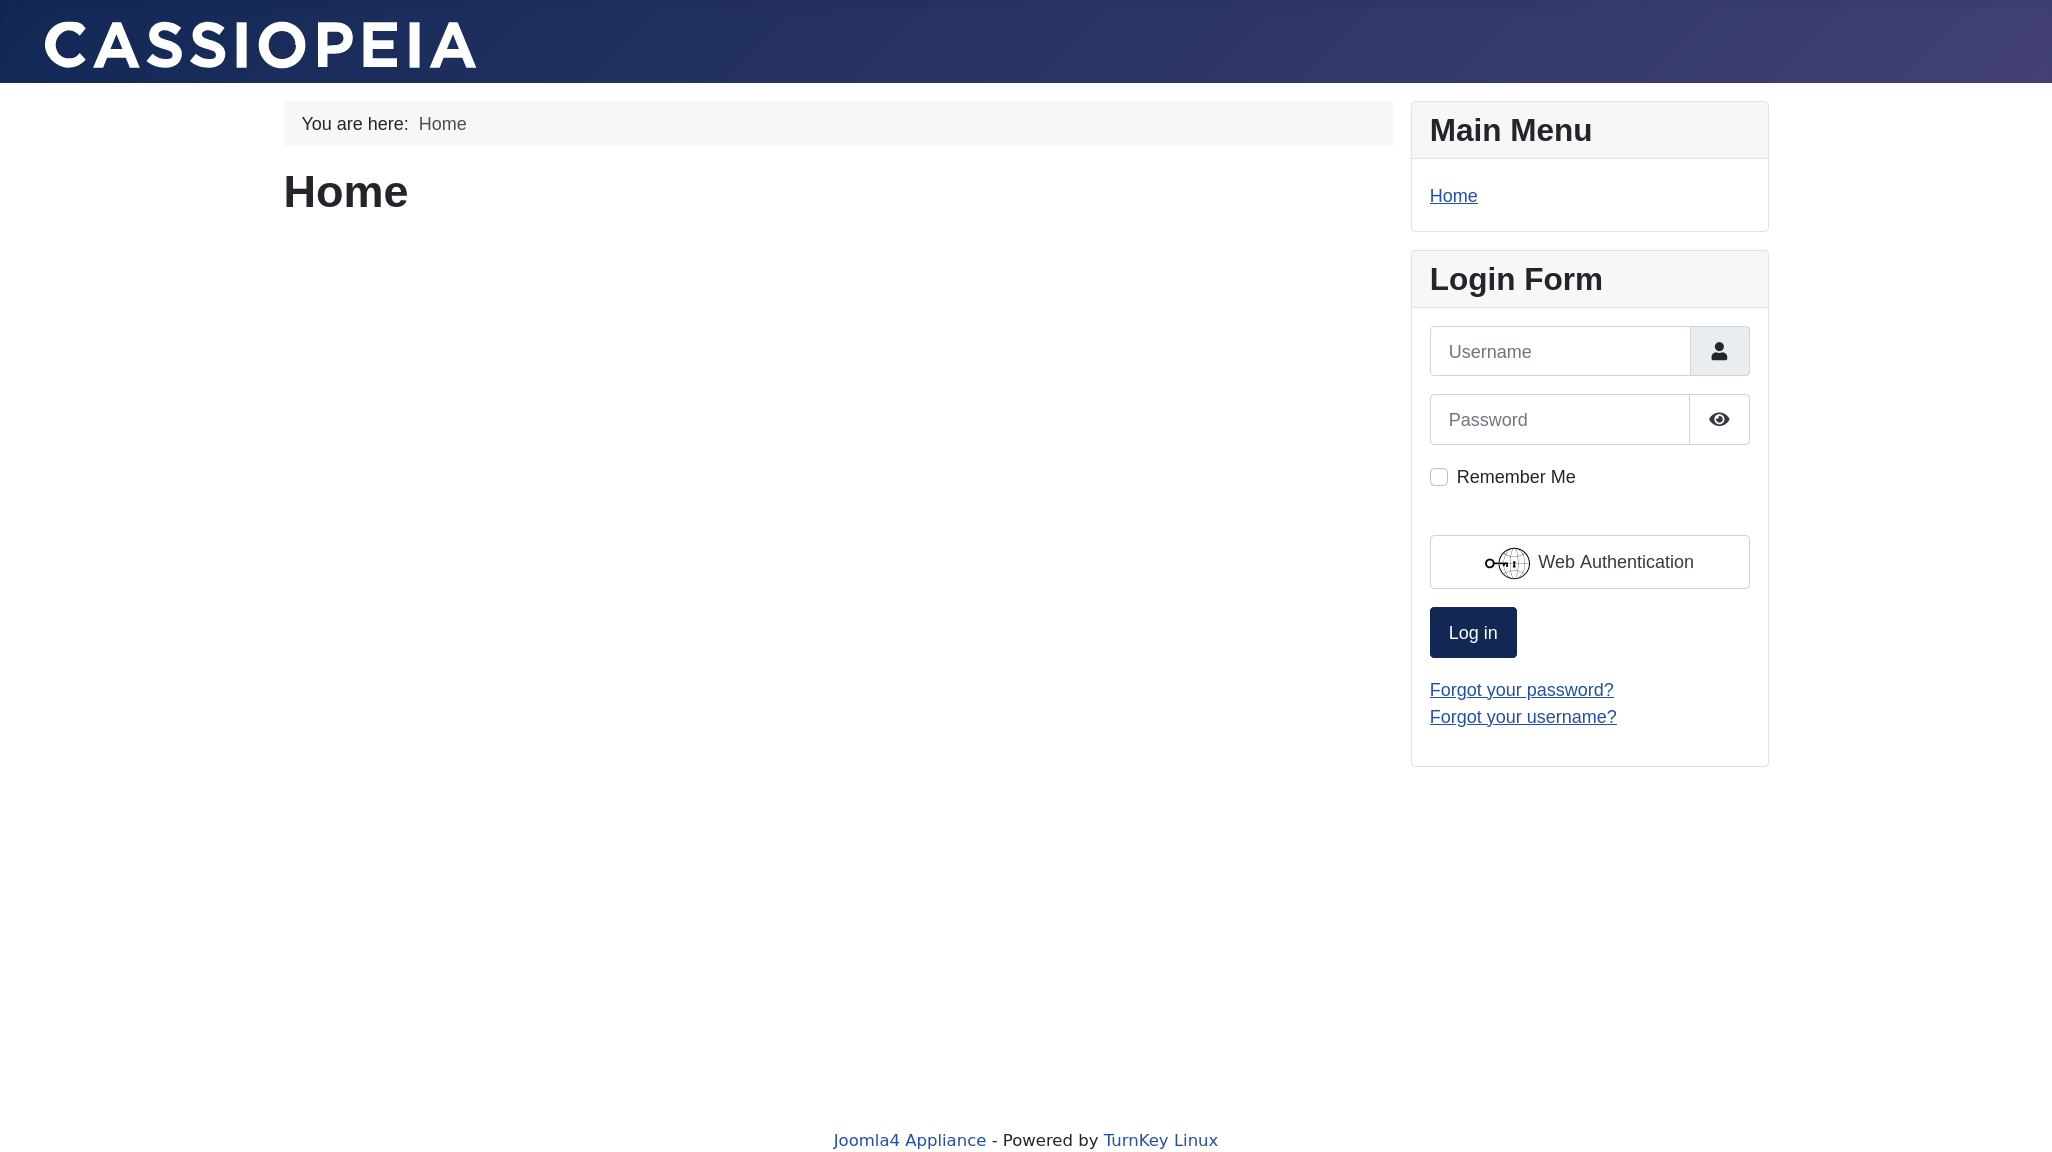 CASSIOPEIA
You are here: Home
Home
Main Menu
Home
Login Form
Username
Password
Remember Me
Web Authentication
Log in
Forgot your password?
Forgot your username?
Joomla4 Appliance - Powered by TurnKey Linux